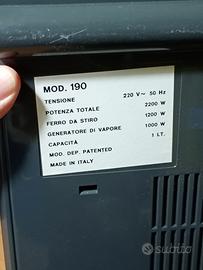 MOD. 190
TENSIONE 220 V~ 50 Hz
POTENZA TOTALE 2200 W
FERRO DA STIRO 1200 W
GENERATORE DI VAPORE 1000 W
CAPACITÀ 1 LT.
MOD. DEP. PATENTED
MADE IN ITALY
subito